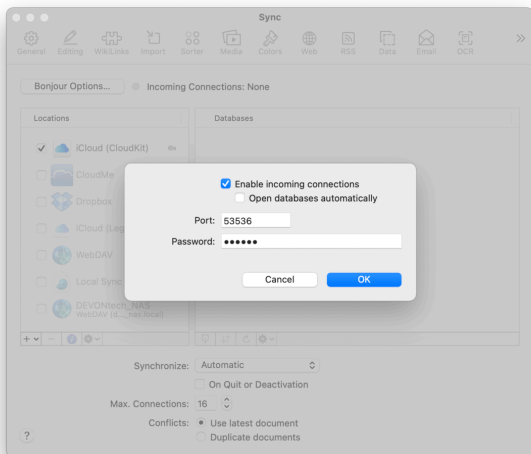 Sync
General Editing WikiLinks Import Sorter Media Colors Web RSS Data Email OCR
Bonjour Options... Incoming Connections: None
Locations Databases
iCloud (CloudKit)
CloudMe
Dropbox
iCloud (Leg
WebDAV
Local Sync
DEVONtech_NAS
WebDAV (d..._nas.local)
Enable incoming connections
Open databases automatically
Port: 53536
Password: ••••••
Cancel OK
Synchronize: Automatic
On Quit or Deactivation
Max. Connections: 16
Conflicts: Use latest document
Duplicate documents
?